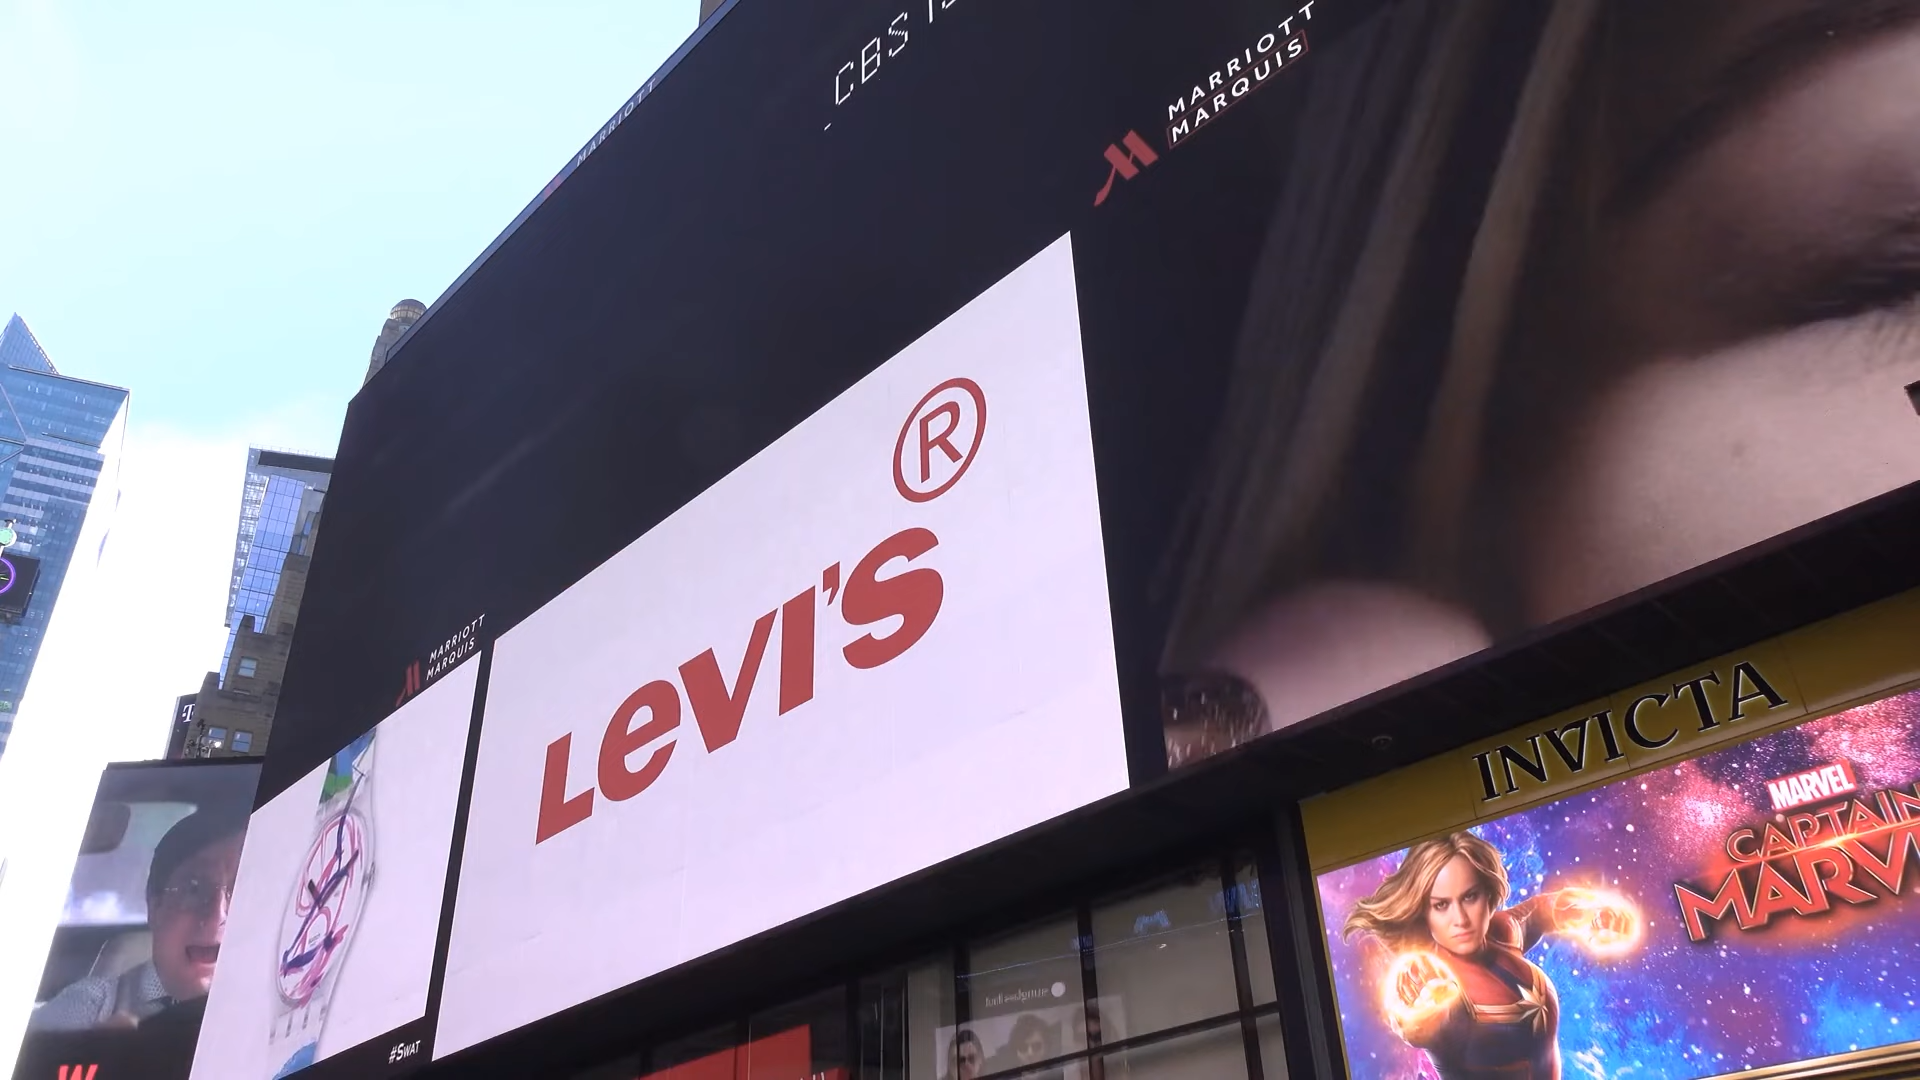 CBS
MARRIOTT
MARRIOTT
MARQUIS
MARRIOTT
MARQUIS
®
Levi's
INVICTA
MARVEL
CAPTAIN
MARV
#SWAT
T
W